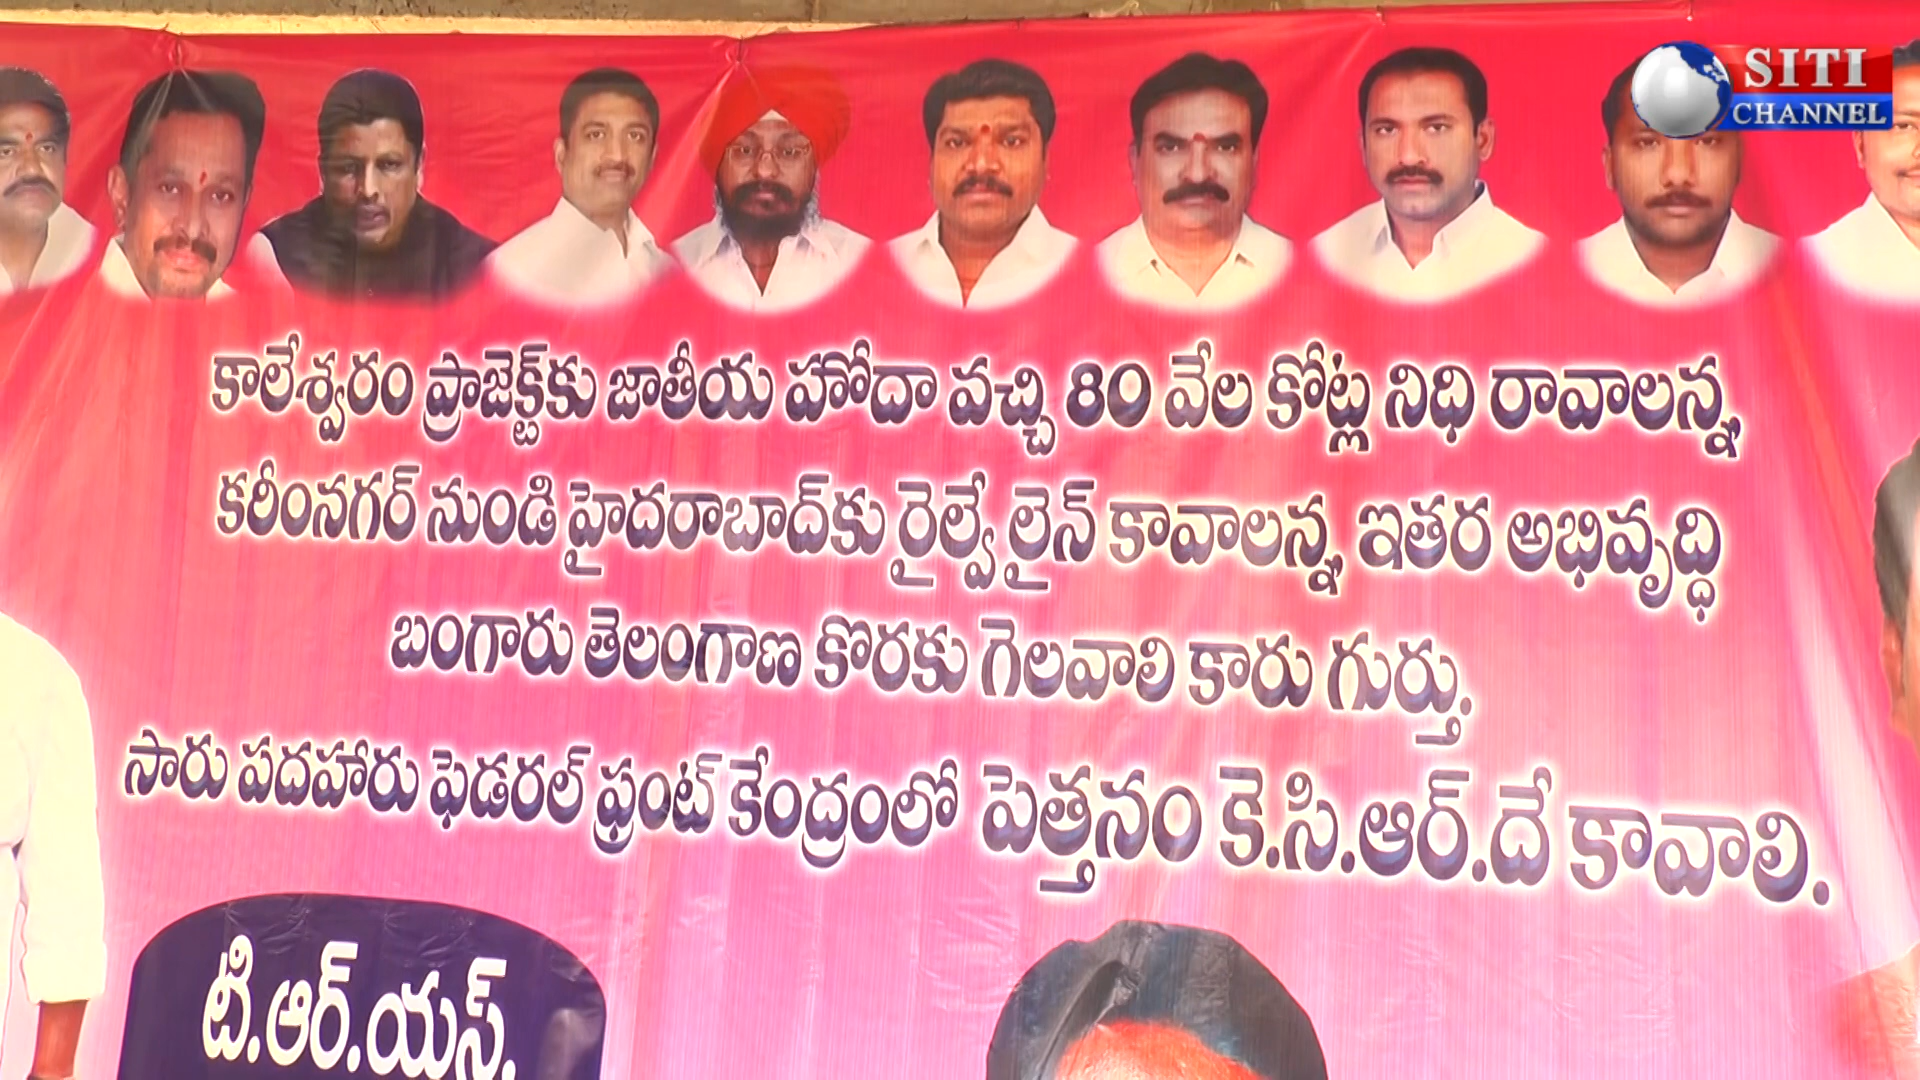 SITI
CHANNEL
కాలేశ్వరం ప్రాజెక్ట్‌కు జాతీయ హోదా వచ్చి 80 వేల కోట్ల నిధి రావాలన్న,
కరీంనగర్ నుండి హైదరాబాద్‌కు రైల్వే లైన్ కావాలన్న, ఇతర అభివృద్ధి
బంగారు తెలంగాణ కొరకు గెలవాలి కారు గుర్తు.
సారు పదహారు ఫెడరల్ ఫ్రంట్ కేంద్రంలో పెత్తనం కె.సి.ఆర్.దే కావాలి.
టి.ఆర్.యస్.